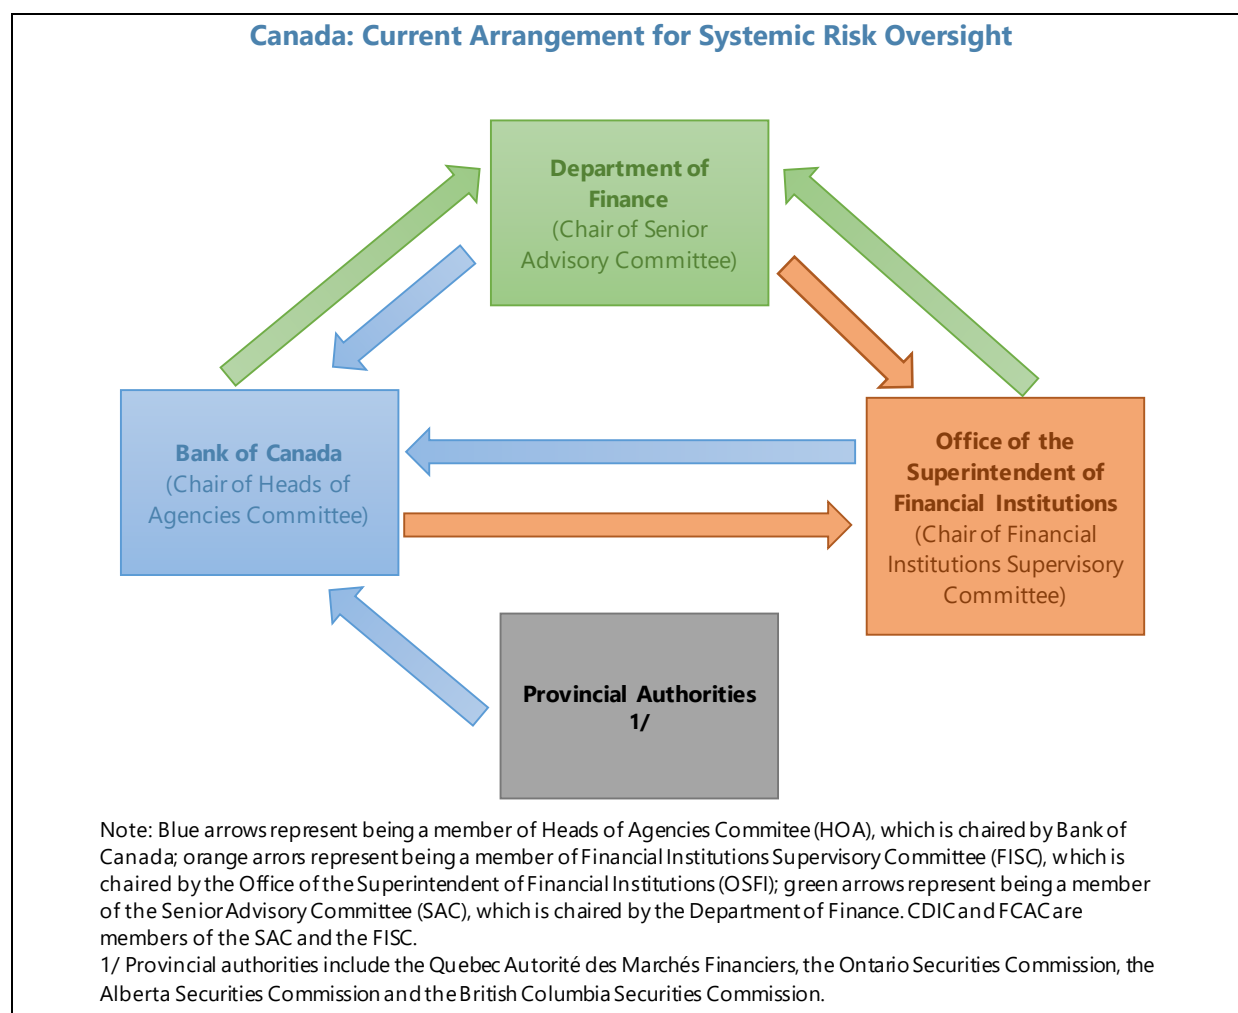 Canada: Current Arrangement for Systemic Risk Oversight
Department of
Finance
(Chair of Senior
Advisory Committee)
Bank of Canada
(Chair of Heads of
Agencies Committee)
Office of the
Superintendent of
Financial Institutions
(Chair of Financial
Institutions Supervisory
Committee)
Provincial Authorities
1/
Note: Blue arrows represent being a member of Heads of Agencies Commitee (HOA), which is chaired by Bank of
Canada; orange arrors represent being a member of Financial Institutions Supervisory Committee (FISC), which is
chaired by the Office of the Superintendent of Financial Institutions (OSFI); green arrows represent being a member
of the Senior Advisory Committee (SAC), which is chaired by the Department of Finance. CDIC and FCAC are
members of the SAC and the FISC.
1/ Provincial authorities include the Quebec Autorité des Marchés Financiers, the Ontario Securities Commission, the
Alberta Securities Commission and the British Columbia Securities Commission.